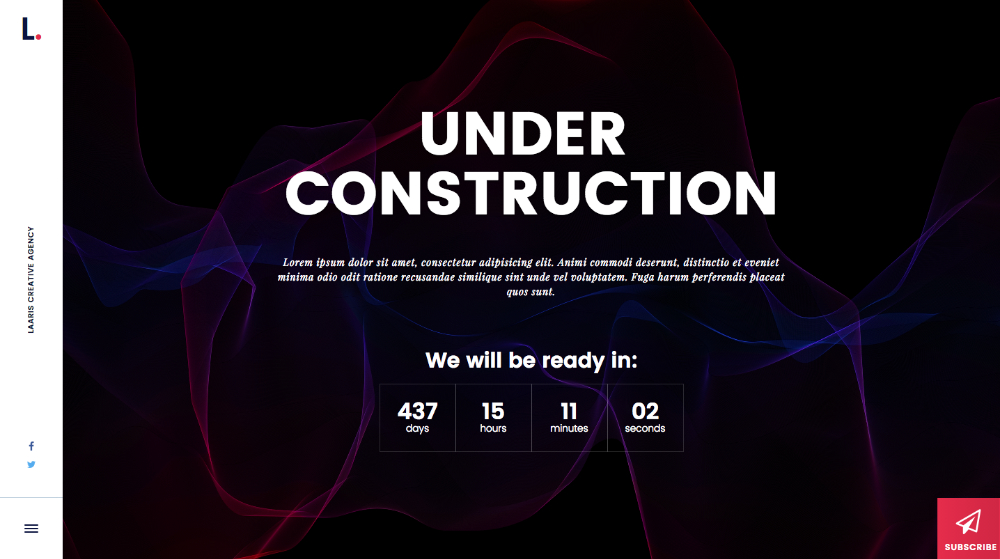 L.
LAARIS CREATIVE AGENCY
UNDER
CONSTRUCTION
Lorem ipsum dolor sit amet, consectetur adipisicing elit. Animi commodi deserunt, distinctio et eveniet
minima odio odit ratione recusandae similique sint unde vel voluptatem. Fuga harum perferendis placeat
quos sunt.
We will be ready in:
437 15 11 02
days hours minutes seconds
SUBSCRIBE